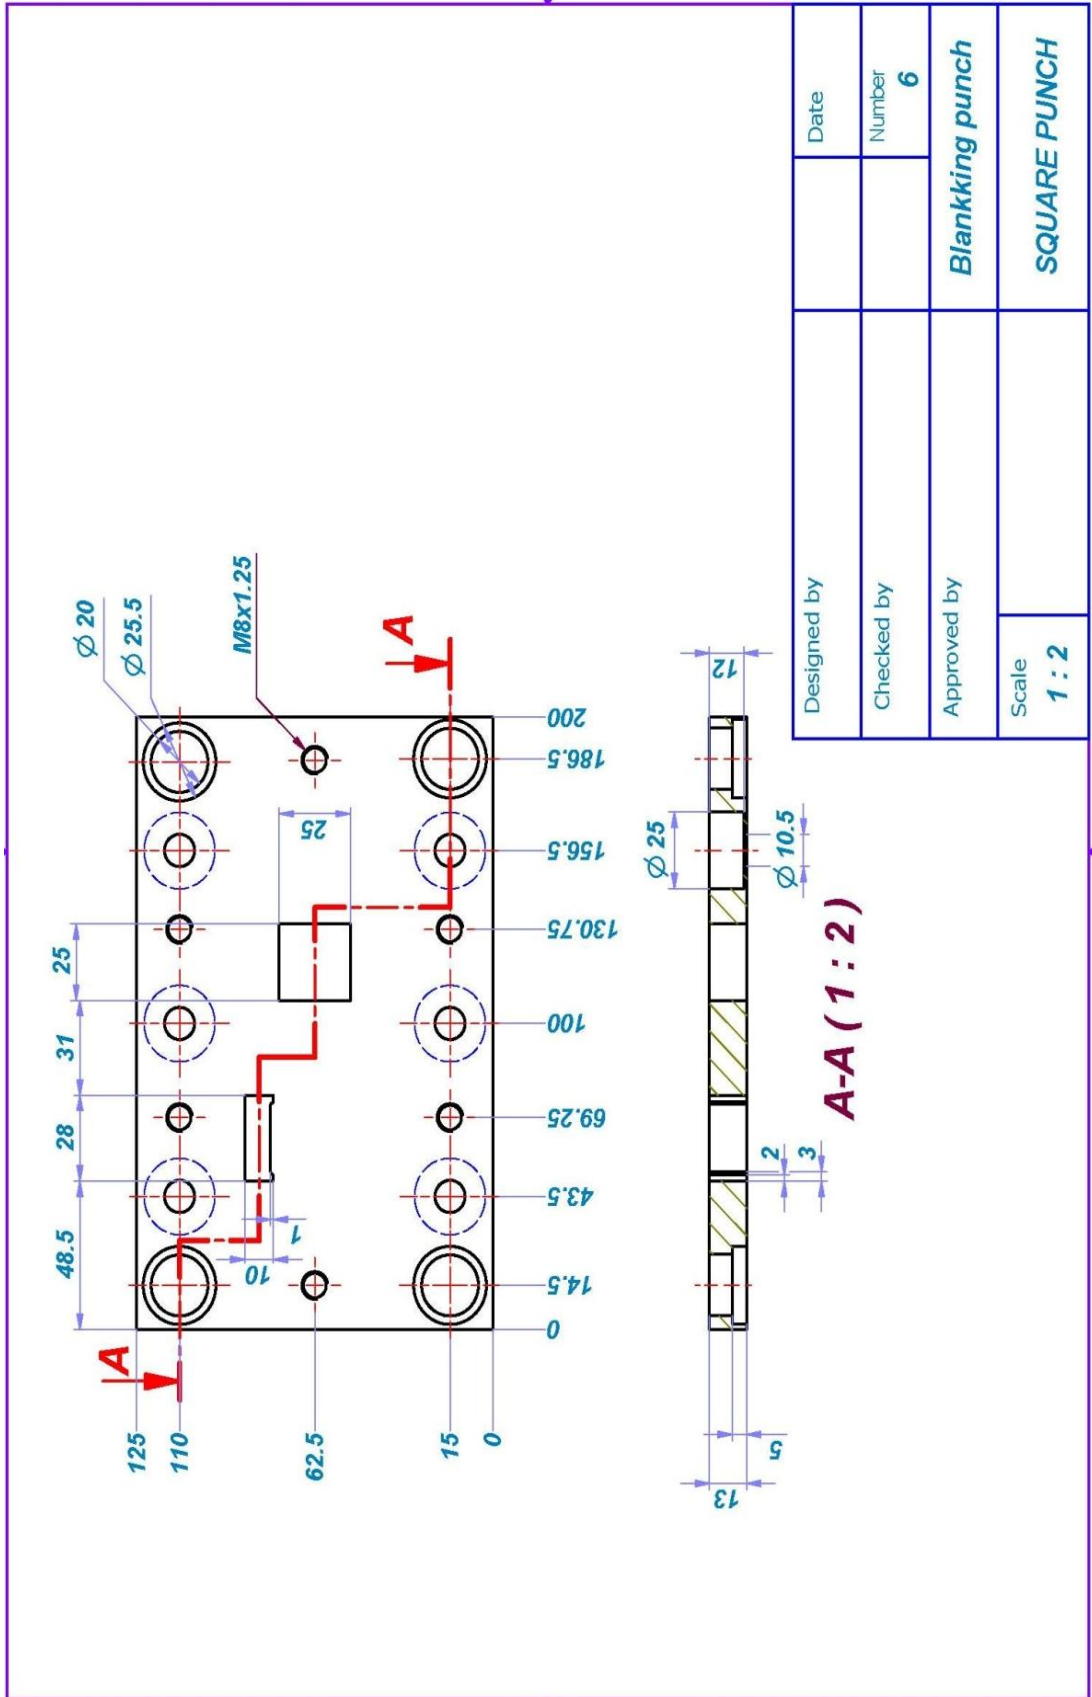 Ø 20
Ø 25.5
M8x1.25
48.5
28
31
25
A
A
125
110
62.5
15
0
10
1
25
0
14.5
43.5
69.25
100
130.75
156.5
186.5
200
13
5
2
3
Ø 25
Ø 10.5
12
A-A ( 1 : 2 )
Designed by
Date
Checked by
Number
6
Approved by
Blankking punch
Scale
1 : 2
SQUARE PUNCH